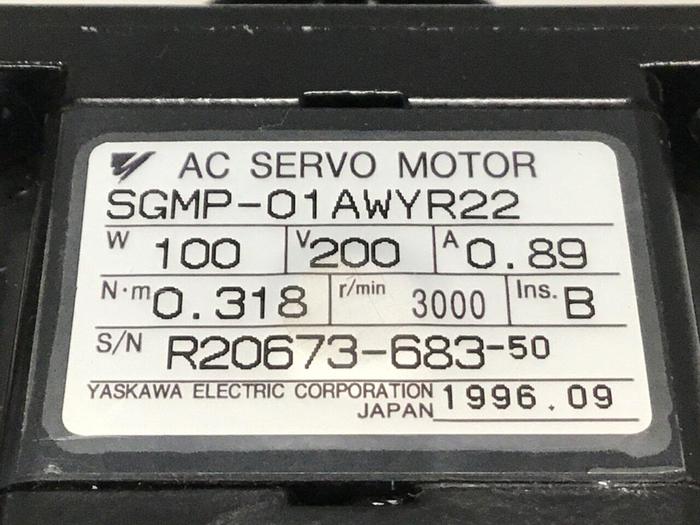 AC SERVO MOTOR
SGMP-01AWYR22
W 100 V 200 A 0.89
N·m 0.318 r/min 3000 Ins. B
S/N R20673-683-50
YASKAWA ELECTRIC CORPORATION
JAPAN 1996.09